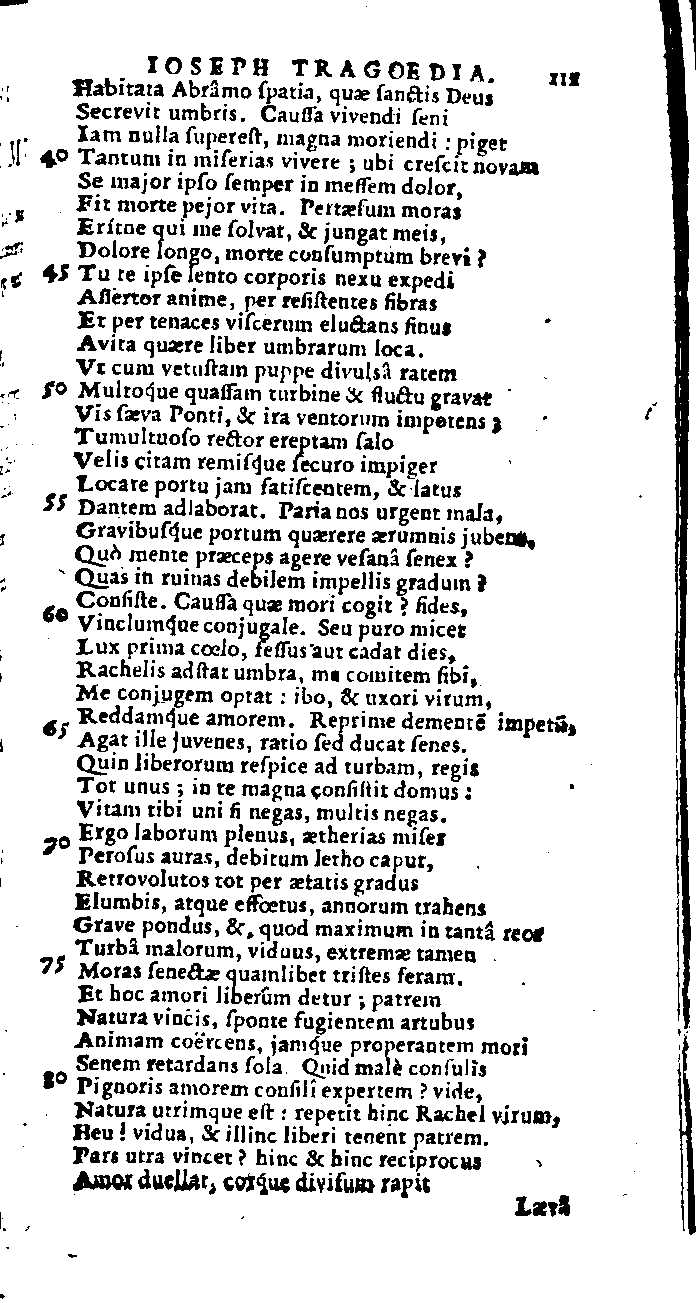 IOSEPH TRAGOEDIA. 111
Habitata Abrâmo ſpatia, quæ ſanctis Deus
Secrevit umbris. Cauſſa vivendi ſeni
Iam nulla ſupereſt, magna moriendi : piget
40 Tantum in miſerias vivere ; ubi creſcit novam
Se major ipſo ſemper in meſſem dolor,
Fit morte pejor vita. Pertæſum moras
Eritne qui me ſolvat, & jungat meis,
Dolore longo, morte conſumptum brevi ?
45 Tu te ipſe lento corporis nexu expedi
Aſſertor anime, per reſiſtentes fibras
Et per tenaces viſcerum eluctans ſinus
Avita quære liber umbrarum loca.
Vt cum vetuſtam puppe divulſâ ratem
50 Multoque quaſſam turbine & fluctu gravat
Vis ſæva Ponti, & ira ventorum impotens ;
Tumultuoſo rector ereptam ſalo
Velis citam remiſque ſecuro impiger
Locare portu jam fatiſcentem, & latus
55 Dantem adlaborat. Paria nos urgent mala,
Gravibuſque portum quærere ærumnis jubent,
Quò mente præceps agere veſanâ ſenex ?
Quas in ruinas debilem impellis gradum ?
Conſiſte. Cauſſa quæ mori cogit ? fides,
60 Vinclumque conjugale. Seu puro micet
Lux prima cœlo, feſſus aut cadat dies,
Rachelis adſtat umbra, me comitem ſibi,
Me conjugem optat : ibo, & uxori virum,
Reddamque amorem. Reprime dementē impetū,
65 Agat ille juvenes, ratio ſed ducat ſenes.
Quin liberorum reſpice ad turbam, regis
Tot unus ; in te magna conſiſtit domus :
Vitam tibi uni ſi negas, multis negas.
Ergo laborum plenus, ætherias miſer
70 Peroſus auras, debitum letho caput,
Retrovolutos tot per ætatis gradus
Elumbis, atque effœtus, annorum trahens
Grave pondus, &, quod maximum in tantâ reor
Turbâ malorum, viduus, extremæ tamen
75 Moras ſenectæ quamlibet triſtes feram.
Et hoc amori liberûm detur ; patrem
Natura vincis, ſponte fugientem artubus
Animam coërcens, jamque properantem mori
Senem retardans ſola. Quid malè conſulis
80 Pignoris amorem conſili expertem ? vide,
Natura utrimque eſt : repetit hinc Rachel virum,
Heu ! vidua, & illinc liberi tenent patrem.
Pars utra vincet ? hinc & hinc reciprocus
Amor duellat, corque diviſum rapit
Lætâ